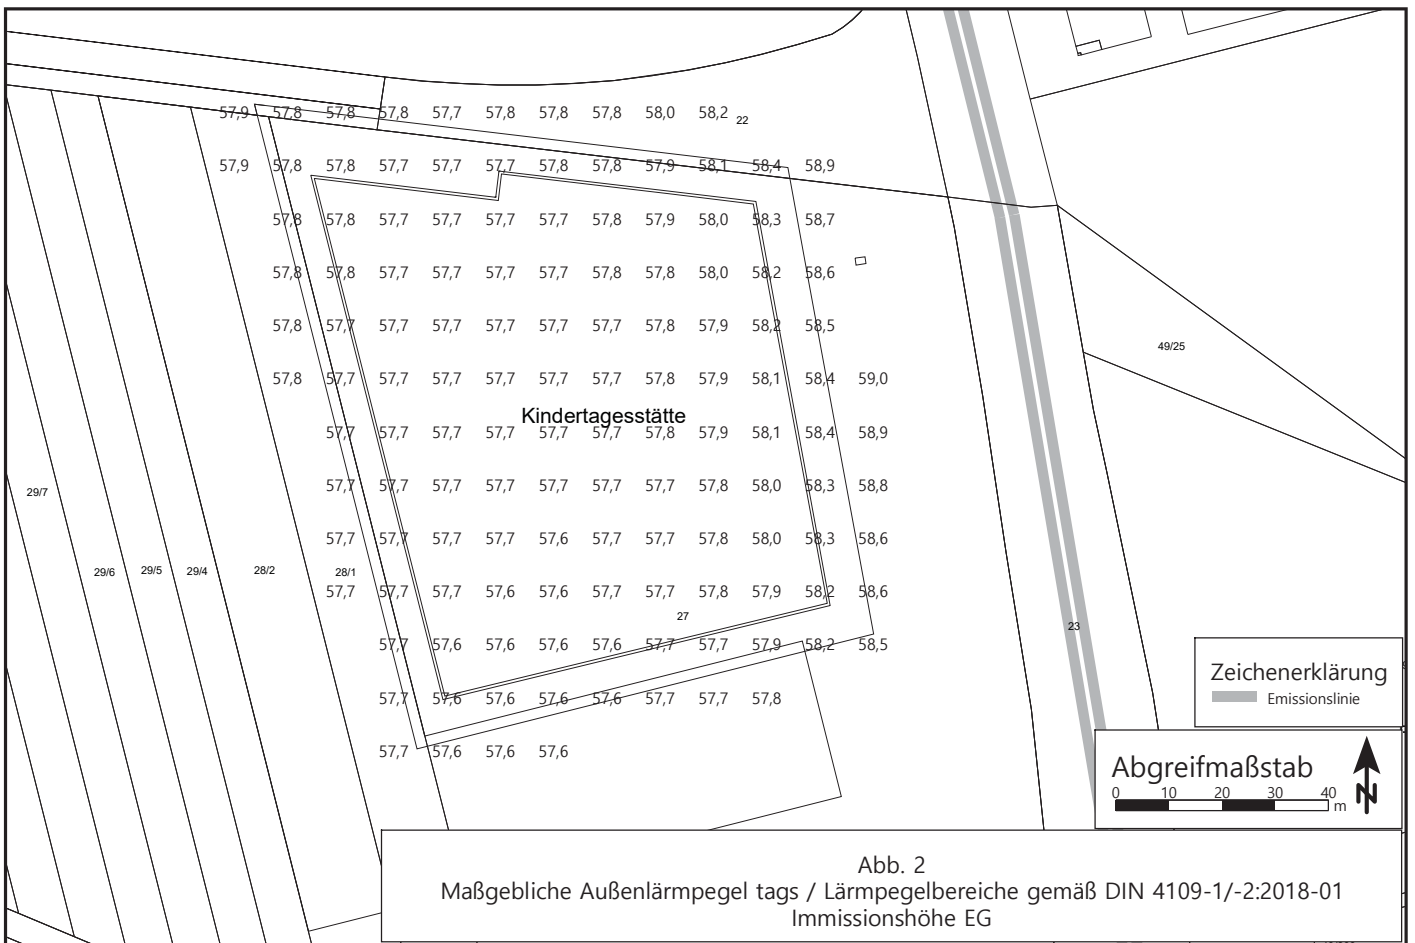 57,9 57,8 57,8 57,8 57,7 57,8 57,8 57,8 58,0 58,2 22
57,9 57,8 57,8 57,7 57,7 57,7 57,8 57,8 57,9 58,1 58,4 58,9
57,8 57,8 57,7 57,7 57,7 57,7 57,8 57,9 58,0 58,3 58,7
57,8 57,8 57,7 57,7 57,7 57,7 57,8 57,8 58,0 58,2 58,6
57,8 57,7 57,7 57,7 57,7 57,7 57,7 57,8 57,9 58,2 58,5
49/25
57,8 57,7 57,7 57,7 57,7 57,7 57,7 57,8 57,9 58,1 58,4 59,0
Kindertagesstätte
57,7 57,7 57,7 57,7 57,7 57,7 57,8 57,9 58,1 58,4 58,9
57,7 57,7 57,7 57,7 57,7 57,7 57,7 57,8 58,0 58,3 58,8
29/7
57,7 57,7 57,7 57,7 57,6 57,7 57,7 57,8 58,0 58,3 58,6
29/6 29/5 29/4 28/2 28/1
57,7 57,7 57,7 57,6 57,6 57,7 57,7 57,8 57,9 58,2 58,6
27
23
57,7 57,6 57,6 57,6 57,6 57,7 57,7 57,9 58,2 58,5
57,7 57,6 57,6 57,6 57,6 57,7 57,7 57,8
57,7 57,6 57,6 57,6
Zeichenerklärung
Emissionslinie
Abgreifmaßstab
0 10 20 30 40
m
N
Abb. 2
Maßgebliche Außenlärmpegel tags / Lärmpegelbereiche gemäß DIN 4109-1/-2:2018-01
Immissionshöhe EG